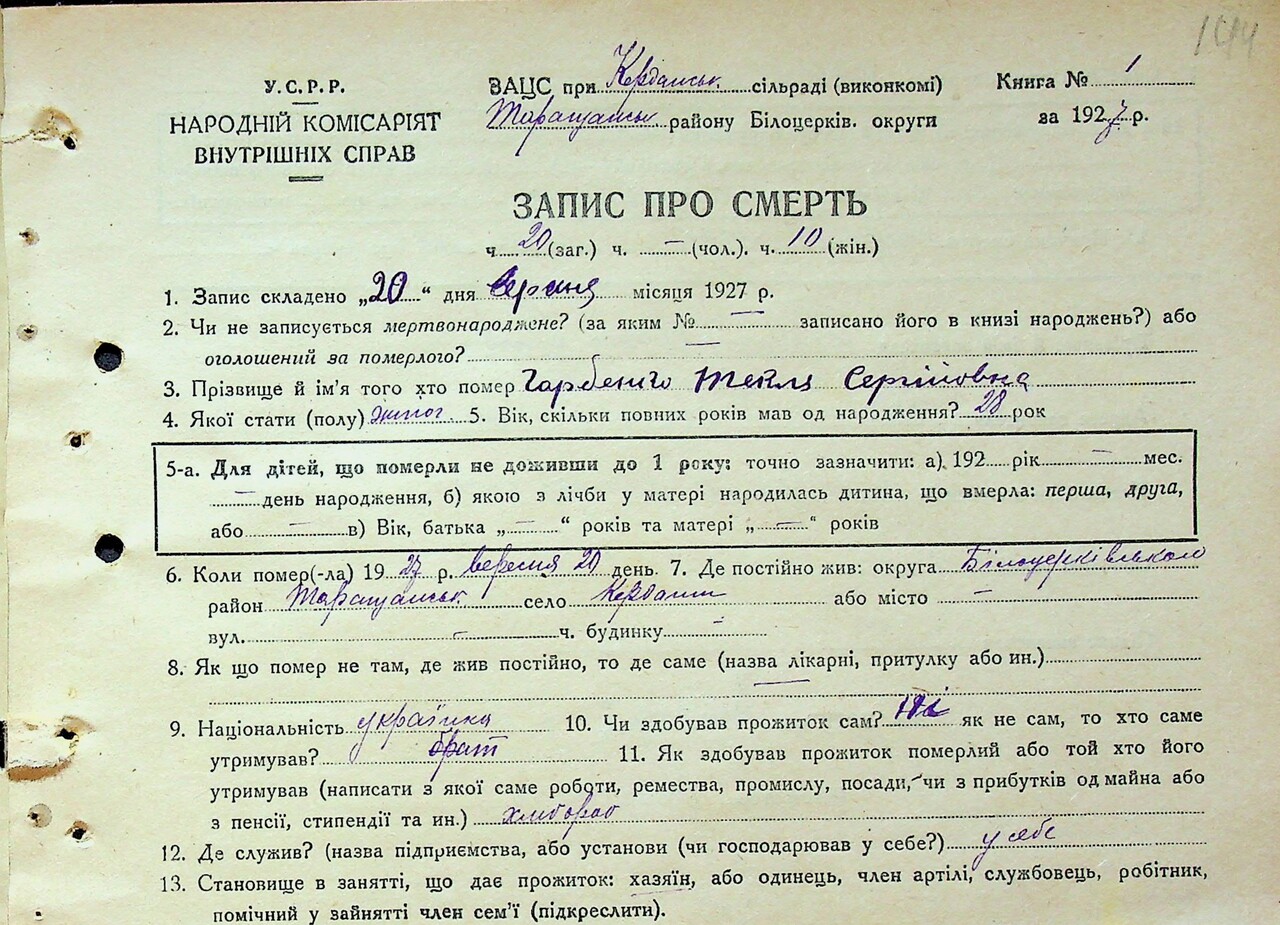 144
У.С.Р.Р.
НАРОДНІЙ КОМІСАРІЯТ
ВНУТРІШНІХ СПРАВ
ЗАЦС при Керданськ. сільраді (виконкомі)
Таращанськ. району Білоцерків. округи
Книга № 1
за 1927 р.
ЗАПИС ПРО СМЕРТЬ
ч. 20 (заг.) ч. — (чол.). ч. 10 (жін.)
1. Запис складено „20“ дня місяця 1927 р.
2. Чи не записується мертвонароджене? (за яким № — записано його в книзі народжень?) або
оголошений за померлого? —
3. Прізвище й ім'я того хто помер Текля Сергіївна
4. Якої стати (полу) жіноч. 5. Вік, скільки повних років мав од народження? 28 рок
5-а. Для дітей, що померли не доживши до 1 року: точно зазначити: а) 192 рік — мес.
— день народження, б) якою з лічби у матері народилась дитина, що вмерла: перша, друга,
або — в) Вік, батька „ — “ років та матері „ — “ років
6. Коли помер(-ла) 1927 р. вересня 20 день. 7. Де постійно жив: округа Білоцерківського
район Таращанськ. село Кердани або місто —
вул. — ч. будинку —
8. Як що помер не там, де жив постійно, то де саме (назва лікарні, притулку або ин.)
—
9. Національність українка 10. Чи здобував прожиток сам? ні як не сам, то хто саме
утримував? брат 11. Як здобував прожиток померлий або той хто його
утримував (написати з якої саме роботи, ремества, промислу, посади, чи з прибутків од майна або
з пенсії, стипендії та ин.) хлібороб
12. Де служив? (назва підприємства, або установи (чи господарював у себе?) у себе
13. Становище в занятті, що дає прожиток: хазяїн, або одинець, член артілі, службовець, робітник,
помічний у зайнятті член сем'ї (підкреслити).